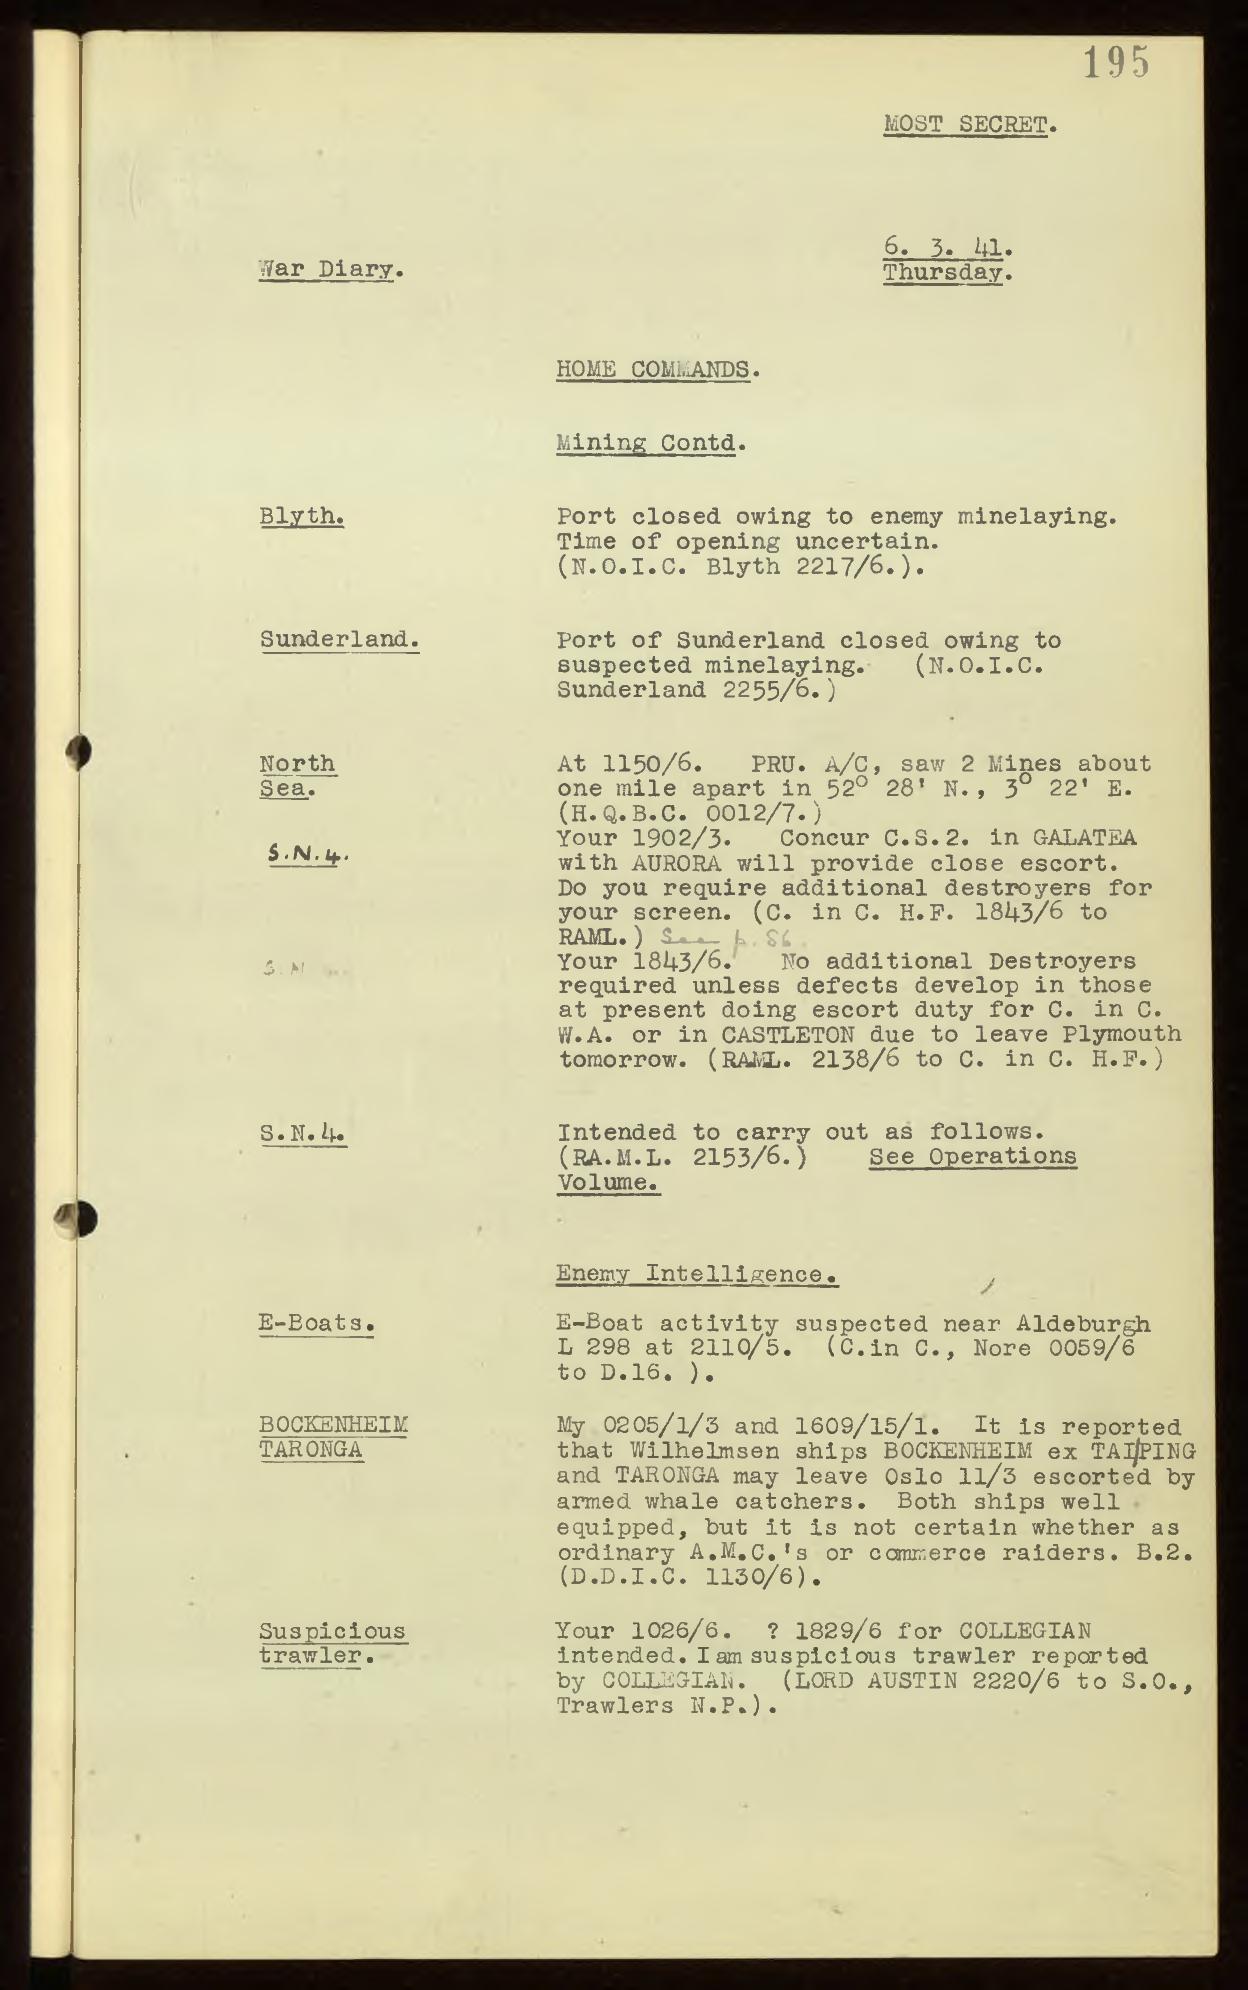 195
MOST SECRET.
6. 3. 41.
War Diary.
Thursday.
HOME COMMANDS.
Mining Contd.
Blyth.
Port closed owing to enemy minelaying.
Time of opening uncertain.
(N.O.I.C. Blyth 2217/6.).
Sunderland.
Port of Sunderland closed owing to
suspected minelaying. (N.O.I.C.
Sunderland 2255/6.)
North
Sea.
At 1150/6. PRU. A/C, saw 2 Mines about
one mile apart in 52° 28' N., 3° 22' E.
(H.Q.B.C. 0012/7.)
S.N.4.
Your 1902/3. Concur C.S.2. in GALATEA
with AURORA will provide close escort.
Do you require additional destroyers for
your screen. (C. in C. H.F. 1843/6 to
RAML.) See p. 86.
S.N
Your 1843/6. No additional Destroyers
required unless defects develop in those
at present doing escort duty for C. in C.
W.A. or in CASTLETON due to leave Plymouth
tomorrow. (RAML. 2138/6 to C. in C. H.F.)
S.N.4.
Intended to carry out as follows.
(RA.M.L. 2153/6.) See Operations
Volume.
Enemy Intelligence.
E-Boats.
E-Boat activity suspected near Aldeburgh
L 298 at 2110/5. (C.in C., Nore 0059/6
to D.16. ).
BOCKENHEIM
TARONGA
My 0205/1/3 and 1609/15/1. It is reported
that Wilhelmsen ships BOCKENHEIM ex TAI/PING
and TARONGA may leave Oslo 11/3 escorted by
armed whale catchers. Both ships well
equipped, but it is not certain whether as
ordinary A.M.C.'s or commerce raiders. B.2.
(D.D.I.C. 1130/6).
Suspicious
trawler.
Your 1026/6. ? 1829/6 for COLLEGIAN
intended. I am suspicious trawler reported
by COLLEGIAN. (LORD AUSTIN 2220/6 to S.O.,
Trawlers N.P.).